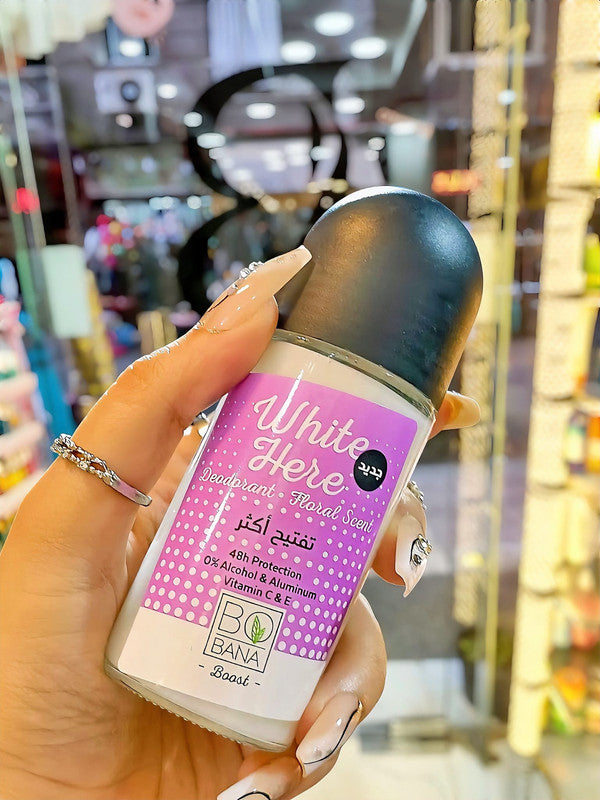 White
Here
جديد
Deodorant - Floral Scent
تفتيح أكثر
48h Protection
0% Alcohol & Aluminum
Vitamin C & E
BO
BANA
- Boost -